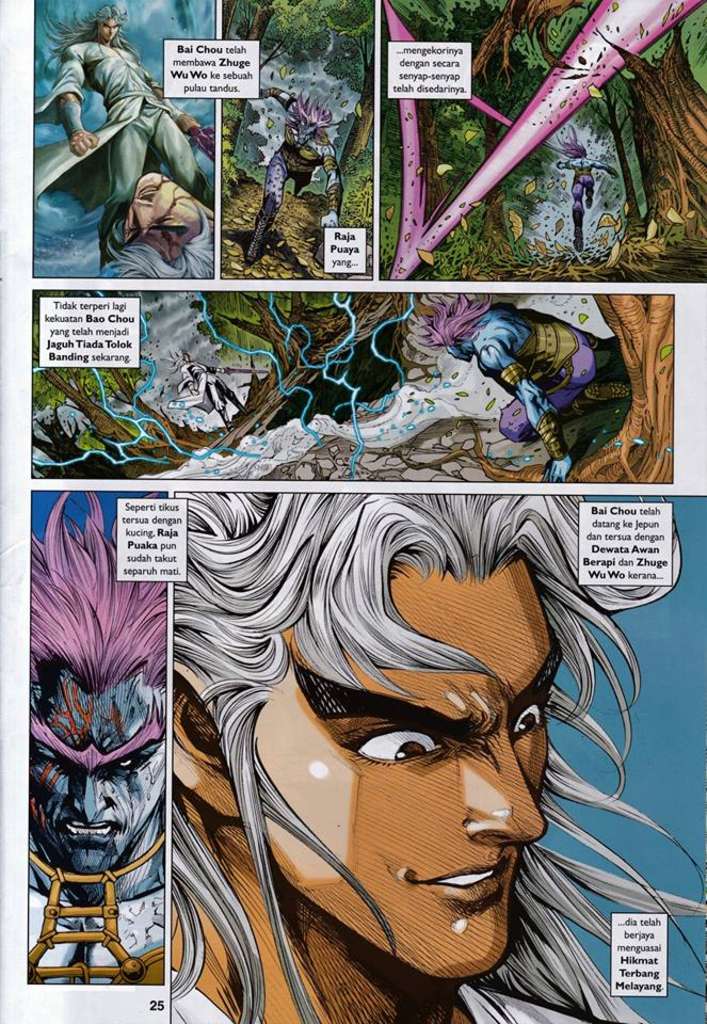 Bai Chou telah
membawa Zhuge
Wu Wo ke sebuah
pulau tandus.
Raja
Puaya
yang...
...mengekorinya
dengan secara
senyap-senyap
telah disedarinya.
Tidak terperi lagi
kekuatan Bao Chou
yang telah menjadi
Jaguh Tiada Tolok
Banding sekarang.
Seperti tikus
tersua dengan
kucing, Raja
Puaka pun
sudah takut
separuh mati.
Bai Chou telah
datang ke Jepun
dan tersua dengan
Dewata Awan
Berapi dan Zhuge
Wu Wo kerana...
...dia telah
berjaya
menguasai
Hikmat
Terbang
Melayang.
25